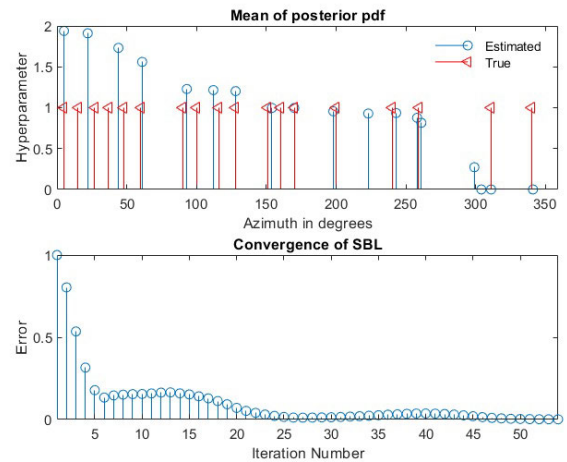 Mean of posterior pdf
2
1.5
1
0.5
0
Hyperparameter
Estimated
True
0 50 100 150 200 250 300 350
Azimuth in degrees
Convergence of SBL
1
0.5
0
Error
5 10 15 20 25 30 35 40 45 50
Iteration Number